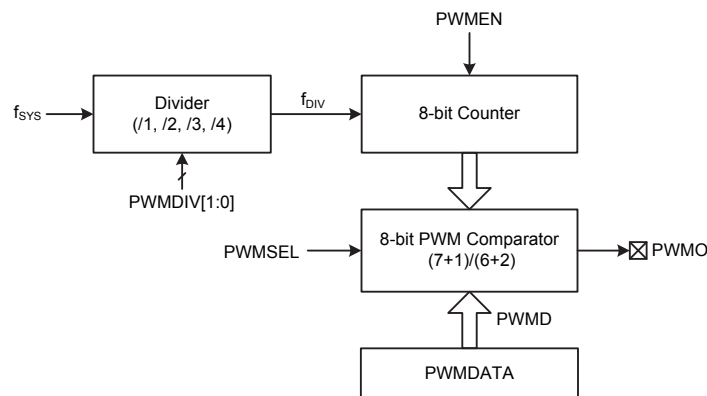 PWMEN
Divider
(/1, /2, /3, /4)
fSYS
fDIV
8-bit Counter
PWMDIV[1:0]
8-bit PWM Comparator
(7+1)/(6+2)
PWMSEL
PWMO
PWMD
PWMDATA